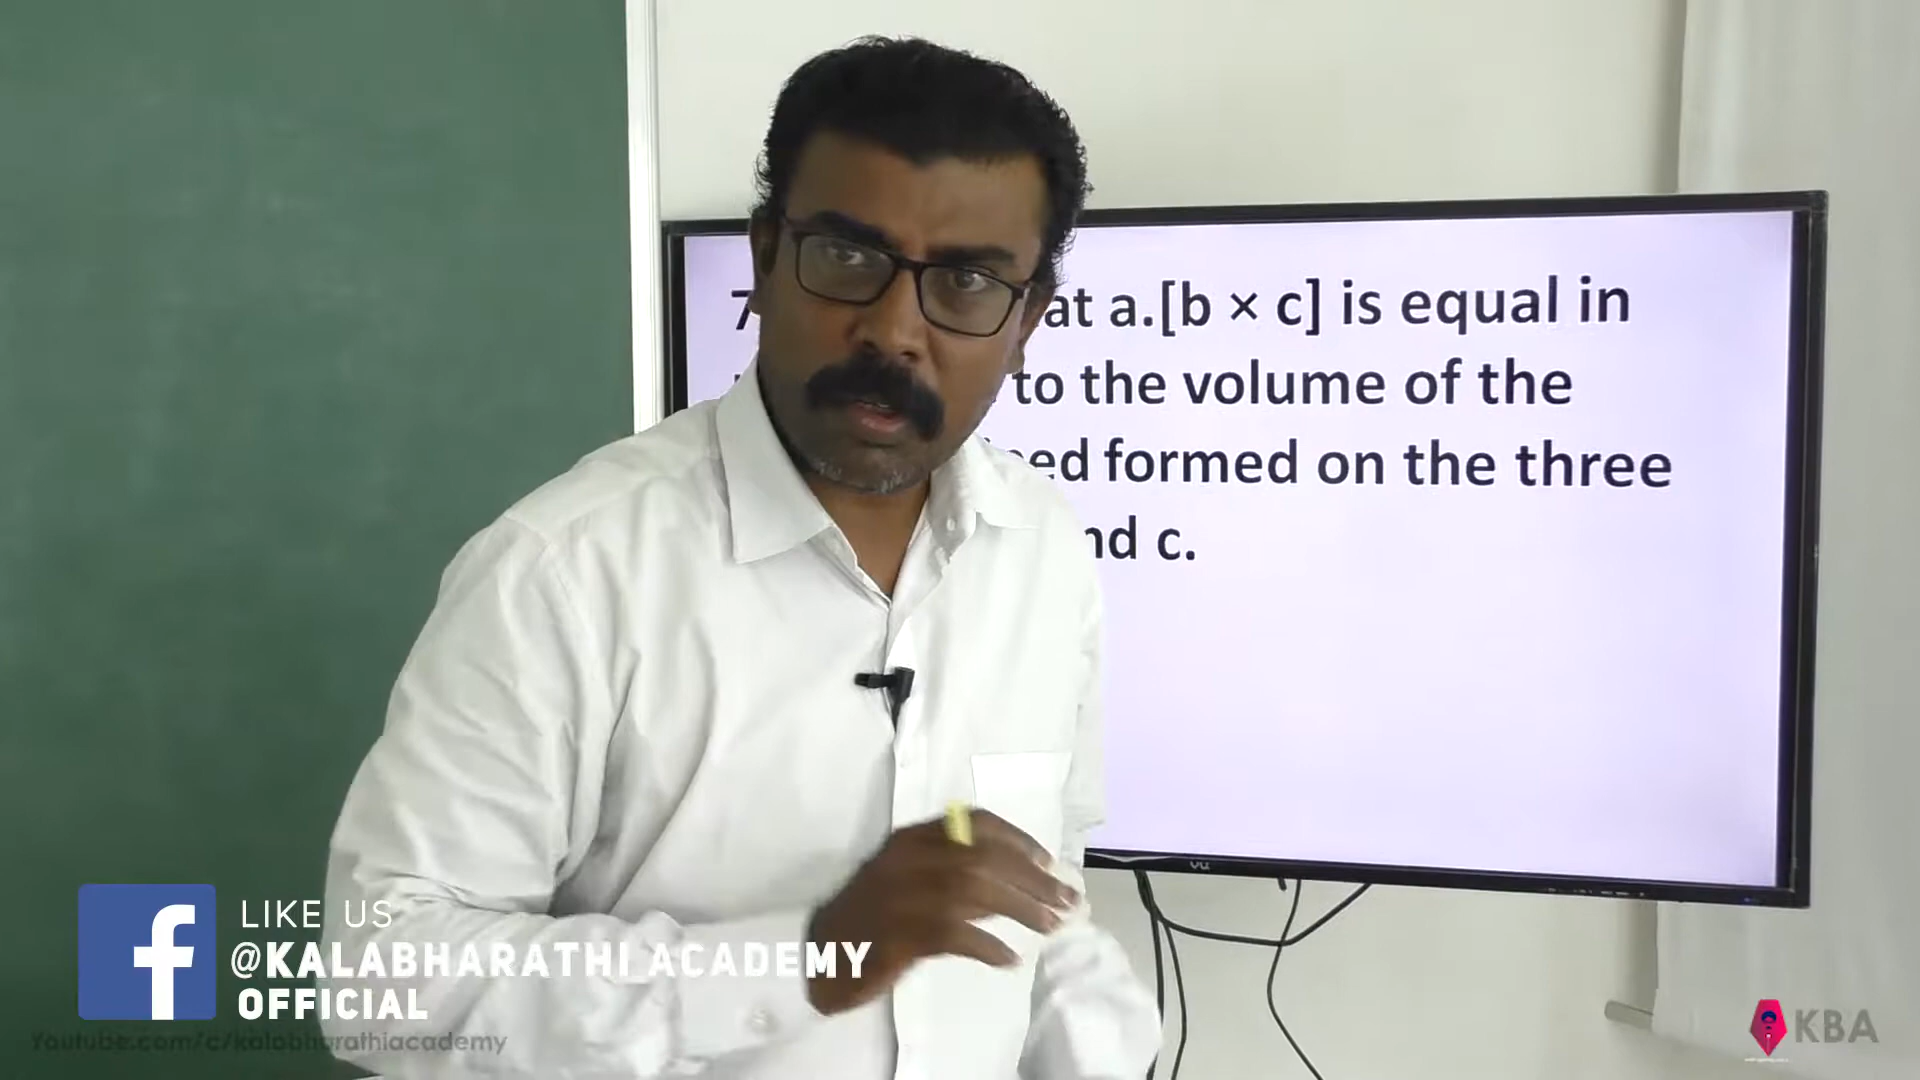 7 at a.[b × c] is equal in
to the volume of the
ed formed on the three
nd c.
LIKE US
@KALABHARATHI ACADEMY
OFFICIAL
Youtube.com/c/kalabharathiacademy
KBA